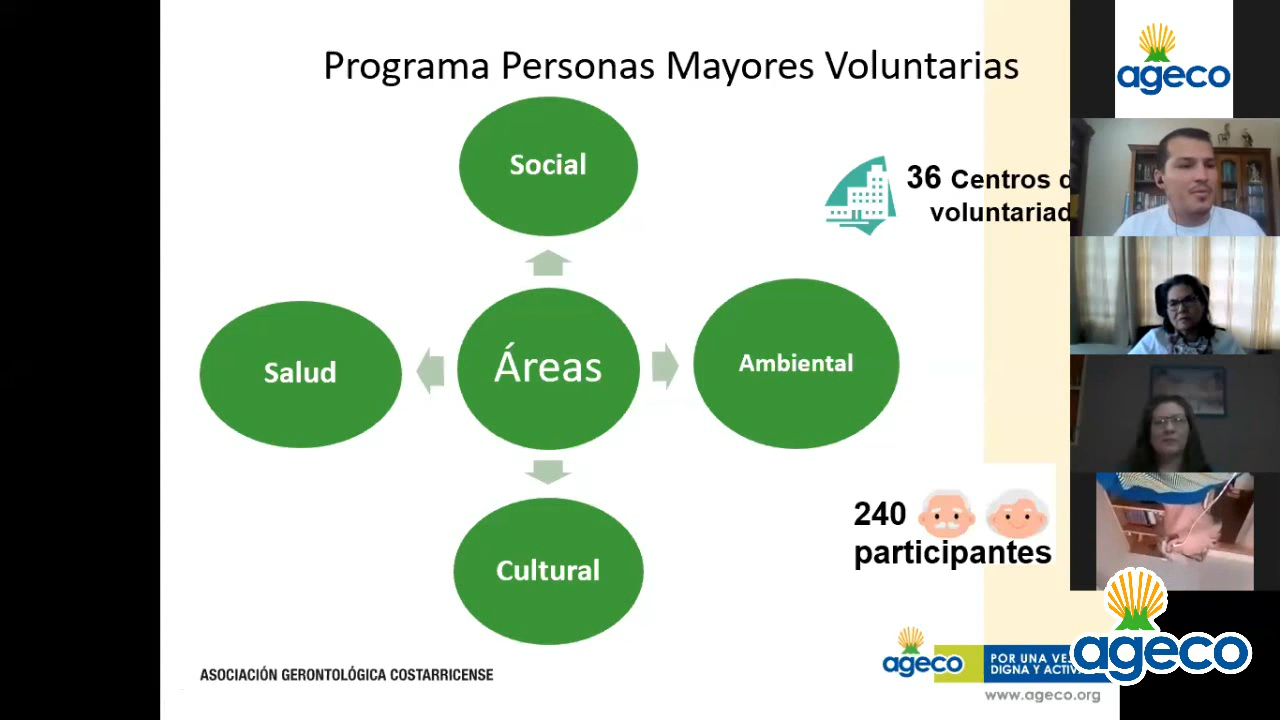 Programa Personas Mayores Voluntarias
ageco
Social
36 Centros d
voluntariad
Salud
Áreas
Ambiental
240
participantes
Cultural
ASOCIACIÓN GERONTOLÓGICA COSTARRICENSE
ageco
POR UNA VE
DIGNA Y ACTIV
www.ageco.org
ageco